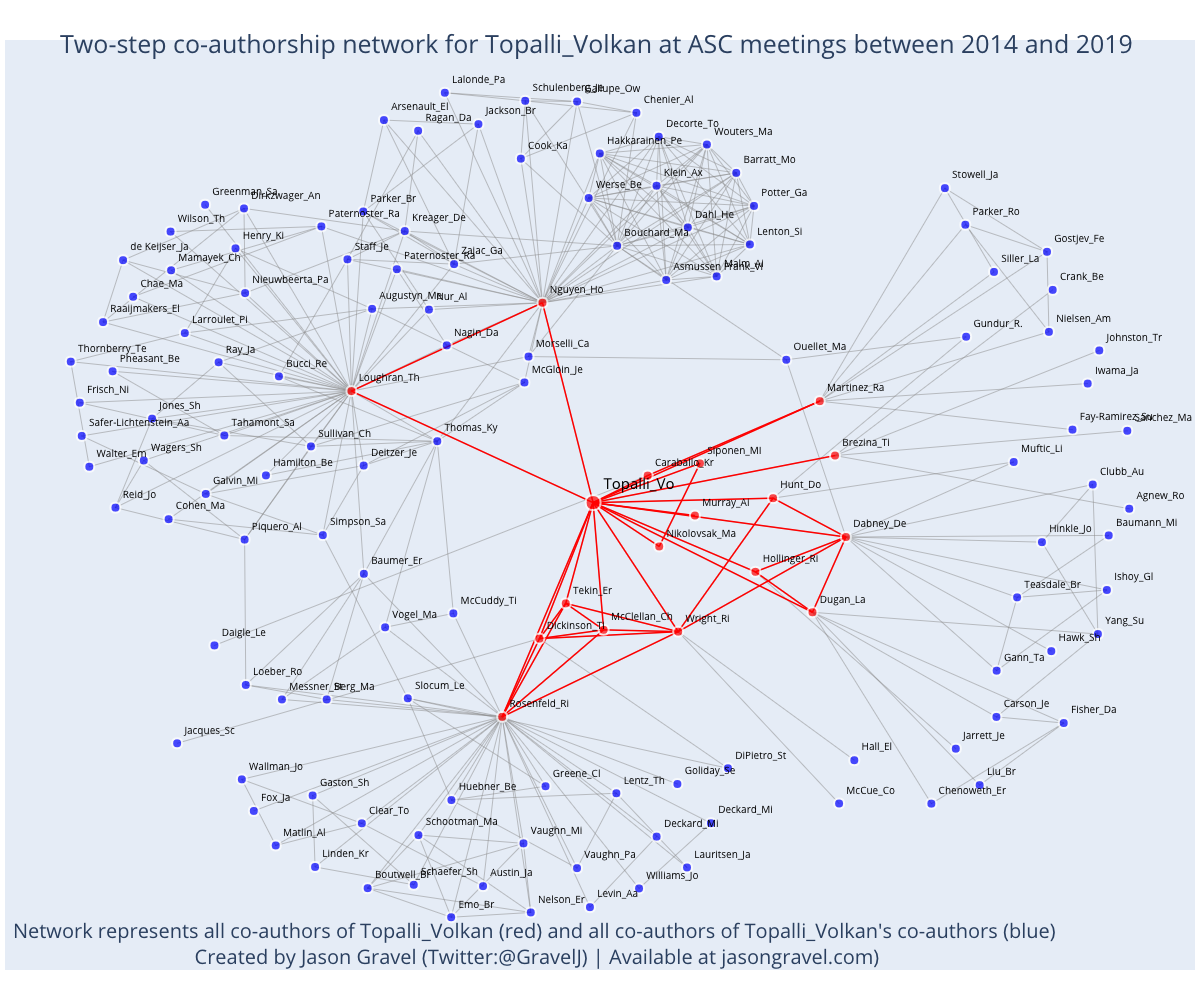 Two-step co-authorship network for Topalli_Volkan at ASC meetings between 2014 and 2019
Lalonde_Pa
Gallupe_Ow
Chenier_Al
Arsenault_El
Ragan_Da
Jackson_Br
Decorte_To
Wouters_Ma
Hakkarainen_Pe
Cook_Ka
Barratt_Mo
Klein_Ax
Stowell_Ja
Werse_Be
Potter_Ga
Greenman_Sa
Dirkzwager_An
Parker_Br
Paternoster_Ra
Kreager_De
Dahl_He
Parker_Ro
Wilson_Th
Bouchard_Ma
Lenton_Si
Henry_Ki
Staff_Je
Zajac_Ga
Gostjev_Fe
de Keijser_Ja
Mamayek_Ch
Paternoster_Ra
Malm_Al
Siller_La
Chae_Ma
Nieuwbeerta_Pa
Nguyen_Ho
Crank_Be
Raaijmakers_El
Augustyn_Me
Nur_Al
Larroulet_Pi
Nagin_Da
Gundur_R.
Nielsen_Am
Thornberry_Te
Pheasant_Be
Ray_Ja
Bucci_Re
Loughran_Th
Morselli_Ca
McGloin_Je
Ouellet_Ma
Johnston_Tr
Iwama_Ja
Frisch_Ni
Jones_Sh
Martinez_Ra
Safer-Lichtenstein_Aa
Tahamont_Sa
Sullivan_Ch
Thomas_Ky
Fay-Ramirez_Su
Sanchez_Ma
Walter_Em
Wagers_Sh
Hamilton_Be
Deitzer_Je
Siponen_Mi
Caraballo_Kr
Brezina_Ti
Muftic_Li
Clubb_Au
Reid_Jo
Galvin_Mi
Cohen_Ma
Topalli_Vo
Hunt_Do
Agnew_Ro
Piquero_Al
Simpson_Sa
Murray_Al
Nikolovsak_Ma
Dabney_De
Hinkle_Jo
Baumann_Mi
Baumer_Er
Hollinger_Ri
Teasdale_Br
Ishoy_Gl
Vogel_Ma
McCuddy_Ti
Tekin_Er
McClellan_Ch
Dickinson_Ti
Wright_Ri
Dugan_La
Yang_Su
Daigle_Le
Hawk_Sh
Gann_Ta
Loeber_Ro
Berg_Ma
Slocum_Le
Rosenfeld_Ri
Carson_Je
Fisher_Da
Jacques_Sc
Jarrett_Je
Wallman_Jo
Gaston_Sh
Huebner_Be
Greene_Cl
Lentz_Th
Goliday_Se
DiPietro_St
Hall_El
Liu_Br
Fox_Ja
Clear_To
McCue_Co
Chenoweth_Er
Matlin_Al
Schootman_Ma
Vaughn_Mi
Deckard_Mi
Deckard_Mi
Linden_Kr
Vaughn_Pa
Lauritsen_Ja
Schaefer_Sh
Austin_Ja
Williams_Jo
Emo_Br
Nelson_Er
Levin_Aa
Network represents all co-authors of Topalli_Volkan (red) and all co-authors of Topalli_Volkan's co-authors (blue)
Created by Jason Gravel (Twitter:@GravelJ) | Available at jasongravel.com)